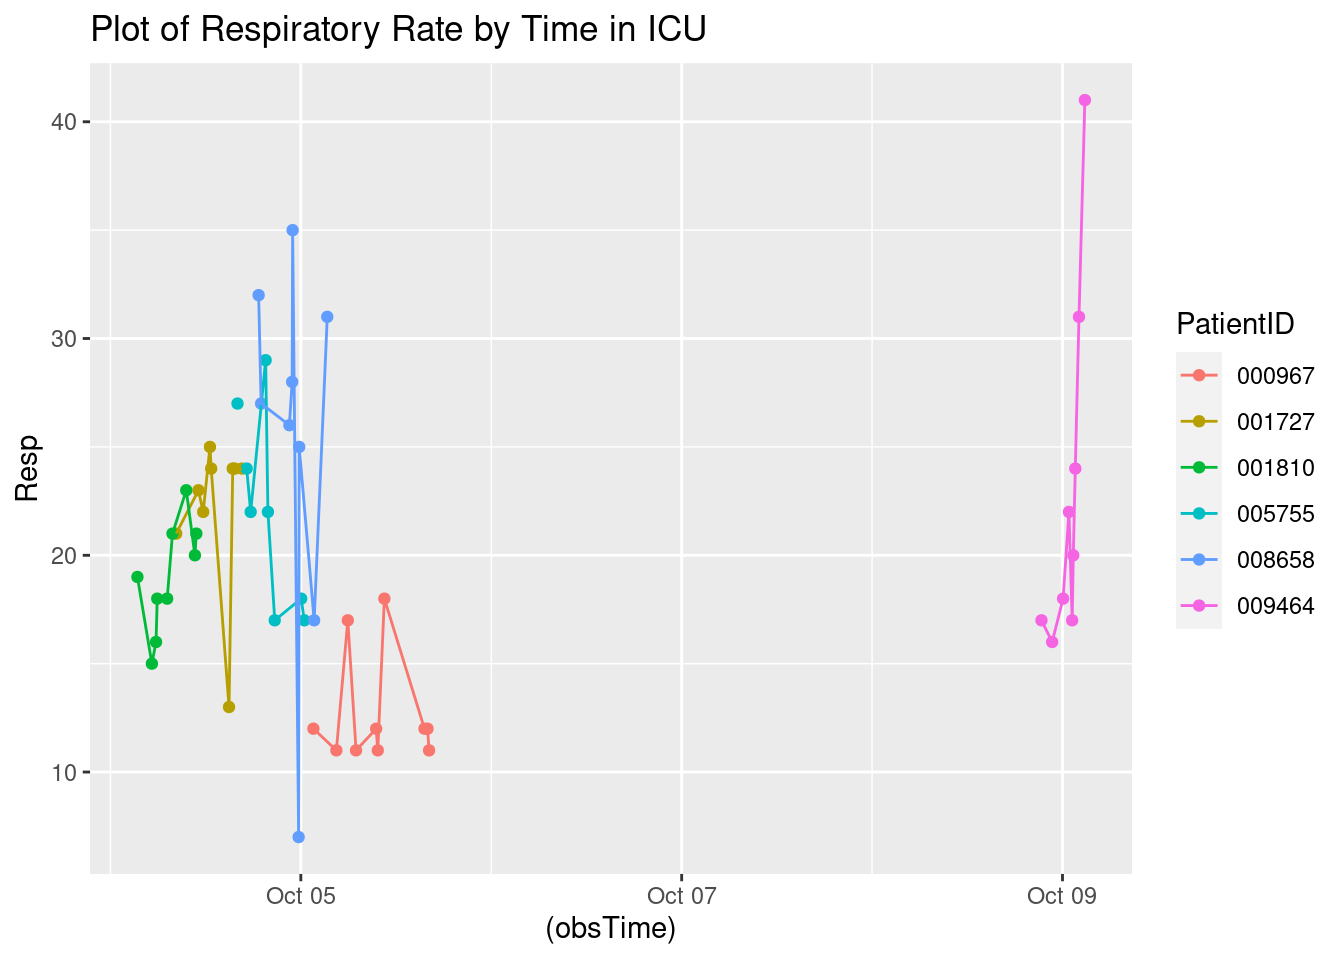 Plot of Respiratory Rate by Time in ICU
40
30
20
10
Resp
Oct 05
Oct 07
Oct 09
(obsTime)
PatientID
000967
001727
001810
005755
008658
009464